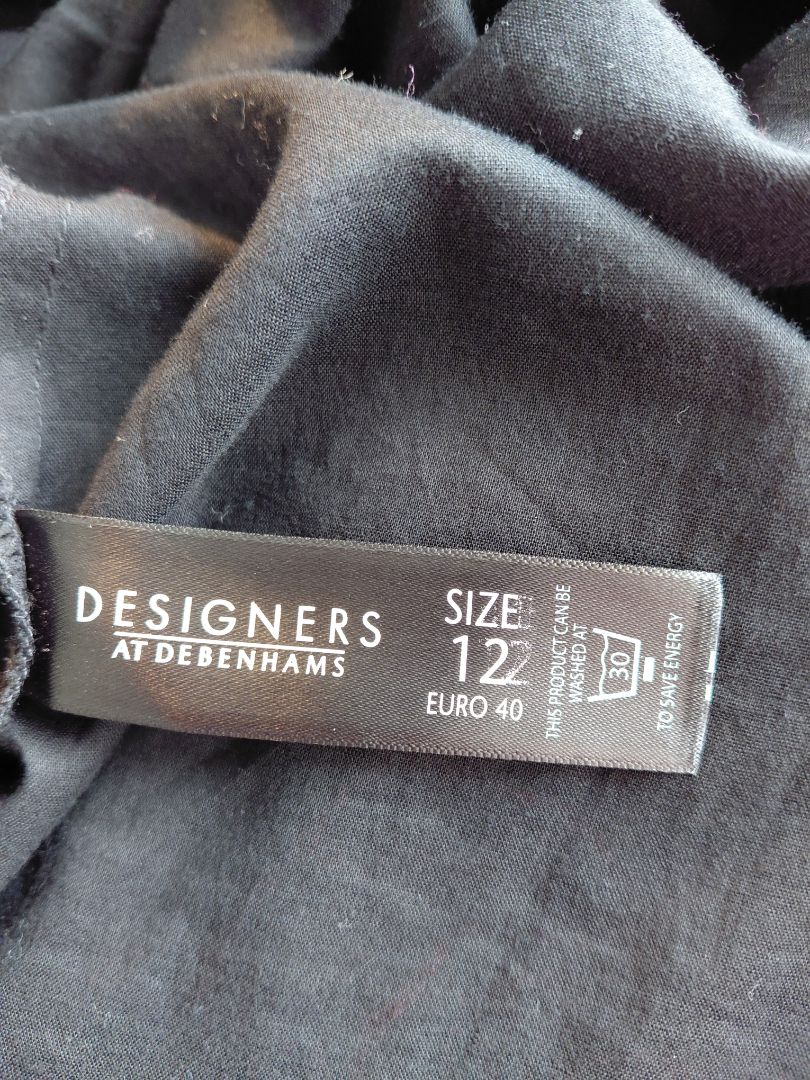 DESIGNERS
AT DEBENHAMS
SIZE
12
EURO 40
THIS PRODUCT CAN BE
WASHED AT
30
TO SAVE ENERGY